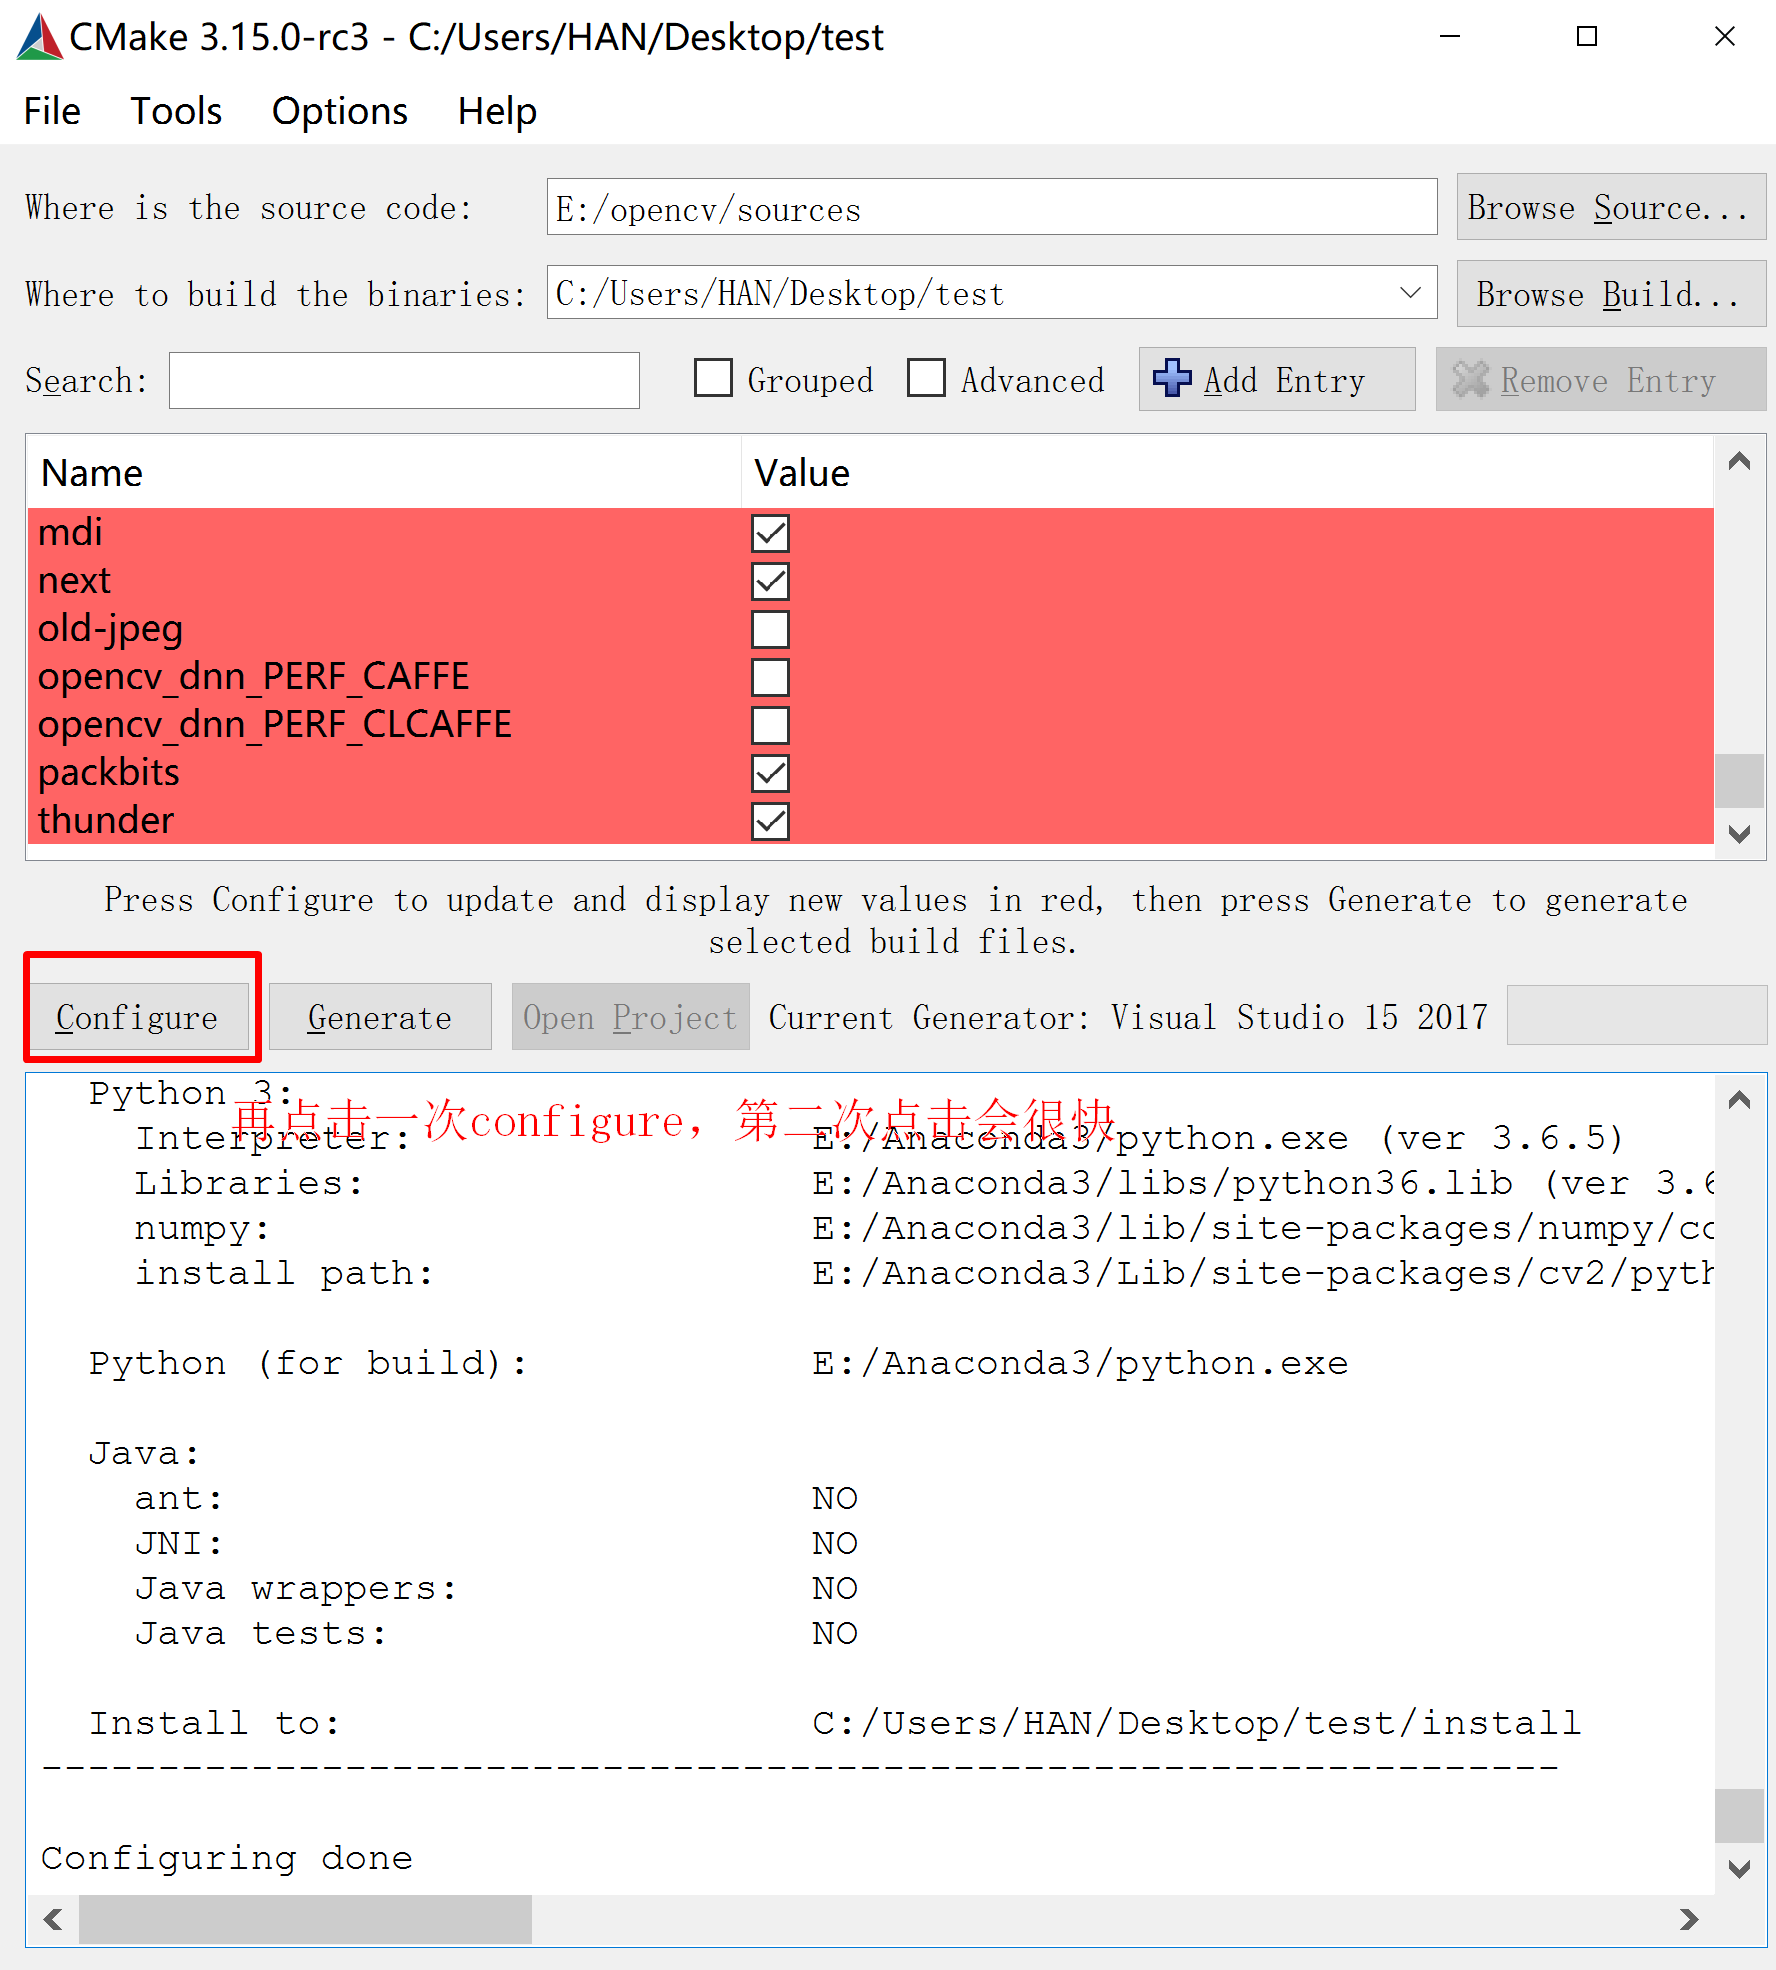 CMake 3.15.0-rc3 - C:/Users/HAN/Desktop/test
File Tools Options Help
Where is the source code: E:/opencv/sources Browse Source...
Where to build the binaries: C:/Users/HAN/Desktop/test Browse Build...
Search: Grouped Advanced Add Entry Remove Entry
Name Value
mdi
next
old-jpeg
opencv_dnn_PERF_CAFFE
opencv_dnn_PERF_CLCAFFE
packbits
thunder
Press Configure to update and display new values in red, then press Generate to generate
selected build files.
Configure Generate Open Project Current Generator: Visual Studio 15 2017
Python 3:
再点击一次configure，第二次点击会很快
Interpreter: E:/Anaconda3/python.exe (ver 3.6.5)
Libraries: E:/Anaconda3/libs/python36.lib (ver 3.6
numpy: E:/Anaconda3/lib/site-packages/numpy/co
install path: E:/Anaconda3/Lib/site-packages/cv2/pyth
Python (for build): E:/Anaconda3/python.exe
Java:
ant: NO
JNI: NO
Java wrappers: NO
Java tests: NO
Install to: C:/Users/HAN/Desktop/test/install
------------------------------------------------------------------
Configuring done